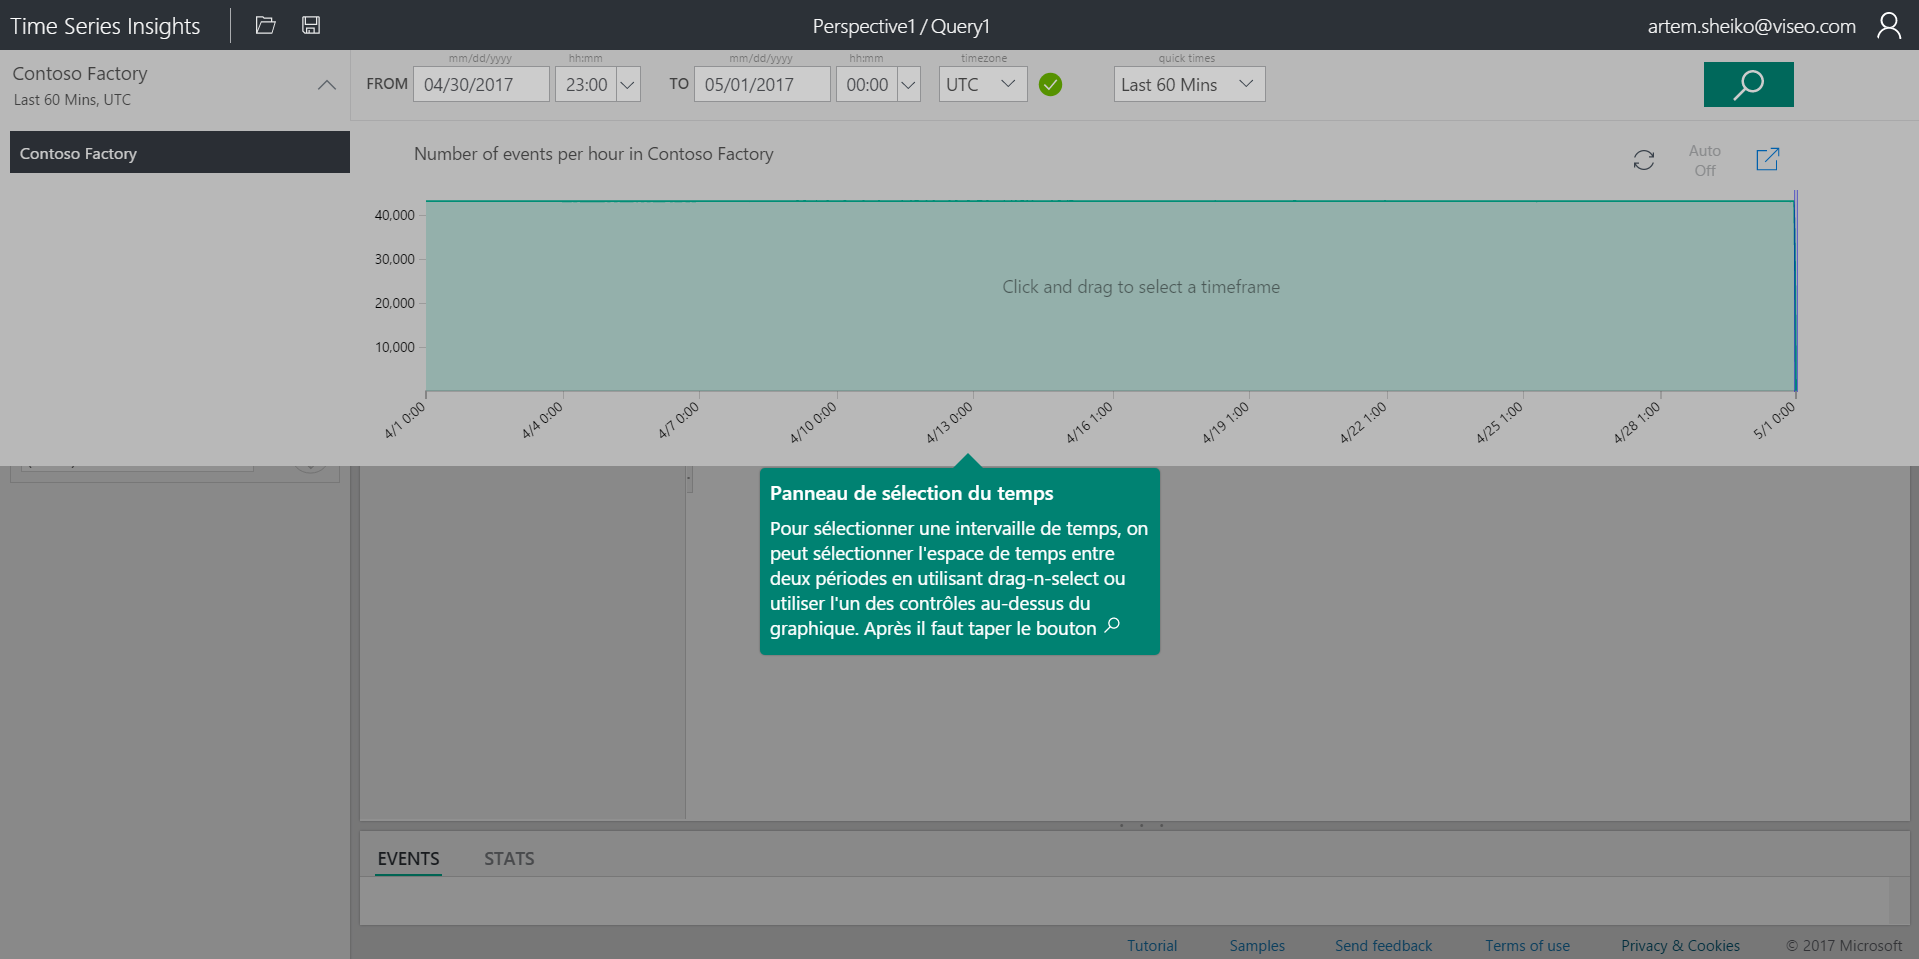 Time Series Insights
Perspective1 / Query1
artem.sheiko@viseo.com
Contoso Factory
Last 60 Mins, UTC
Contoso Factory
mm/dd/yyyy
hh:mm
mm/dd/yyyy
hh:mm
timezone
quick times
FROM 04/30/2017 23:00 TO 05/01/2017 00:00 UTC Last 60 Mins
Number of events per hour in Contoso Factory
Auto
Off
40,000
30,000
20,000
10,000
Click and drag to select a timeframe
4/1 0:00
4/4 0:00
4/7 0:00
4/10 0:00
4/13 0:00
4/16 1:00
4/19 1:00
4/22 1:00
4/25 1:00
4/28 1:00
5/1 0:00
Panneau de sélection du temps
Pour sélectionner une intervaille de temps, on
peut sélectionner l'espace de temps entre
deux périodes en utilisant drag-n-select ou
utiliser l'un des contrôles au-dessus du
graphique. Après il faut taper le bouton
EVENTS
STATS
Tutorial
Samples
Send feedback
Terms of use
Privacy & Cookies
© 2017 Microsoft